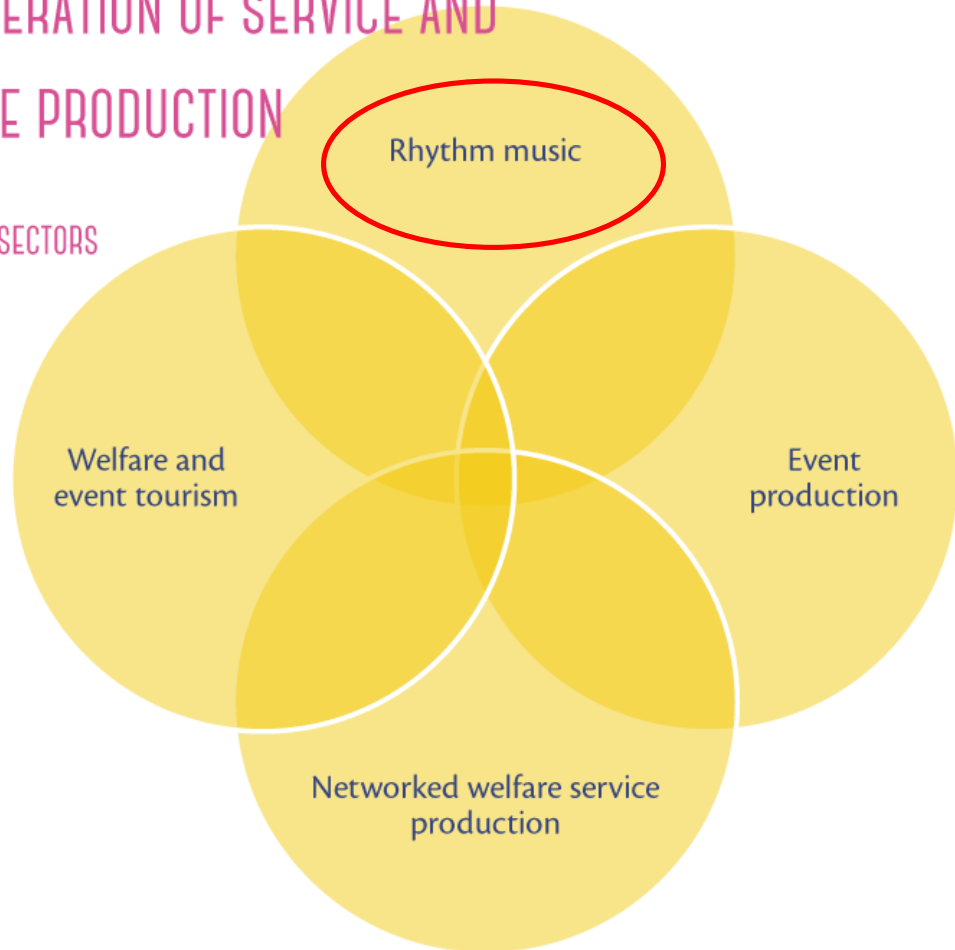 ERATION OF SERVICE AND
E PRODUCTION
SECTORS
Rhythm music
Welfare and
event tourism
Event
production
Networked welfare service
production